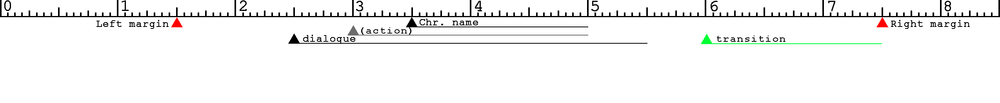 0 1 2 3 4 5 6 7 8
Left margin Chr. name Right margin
(action)
dialogue transition